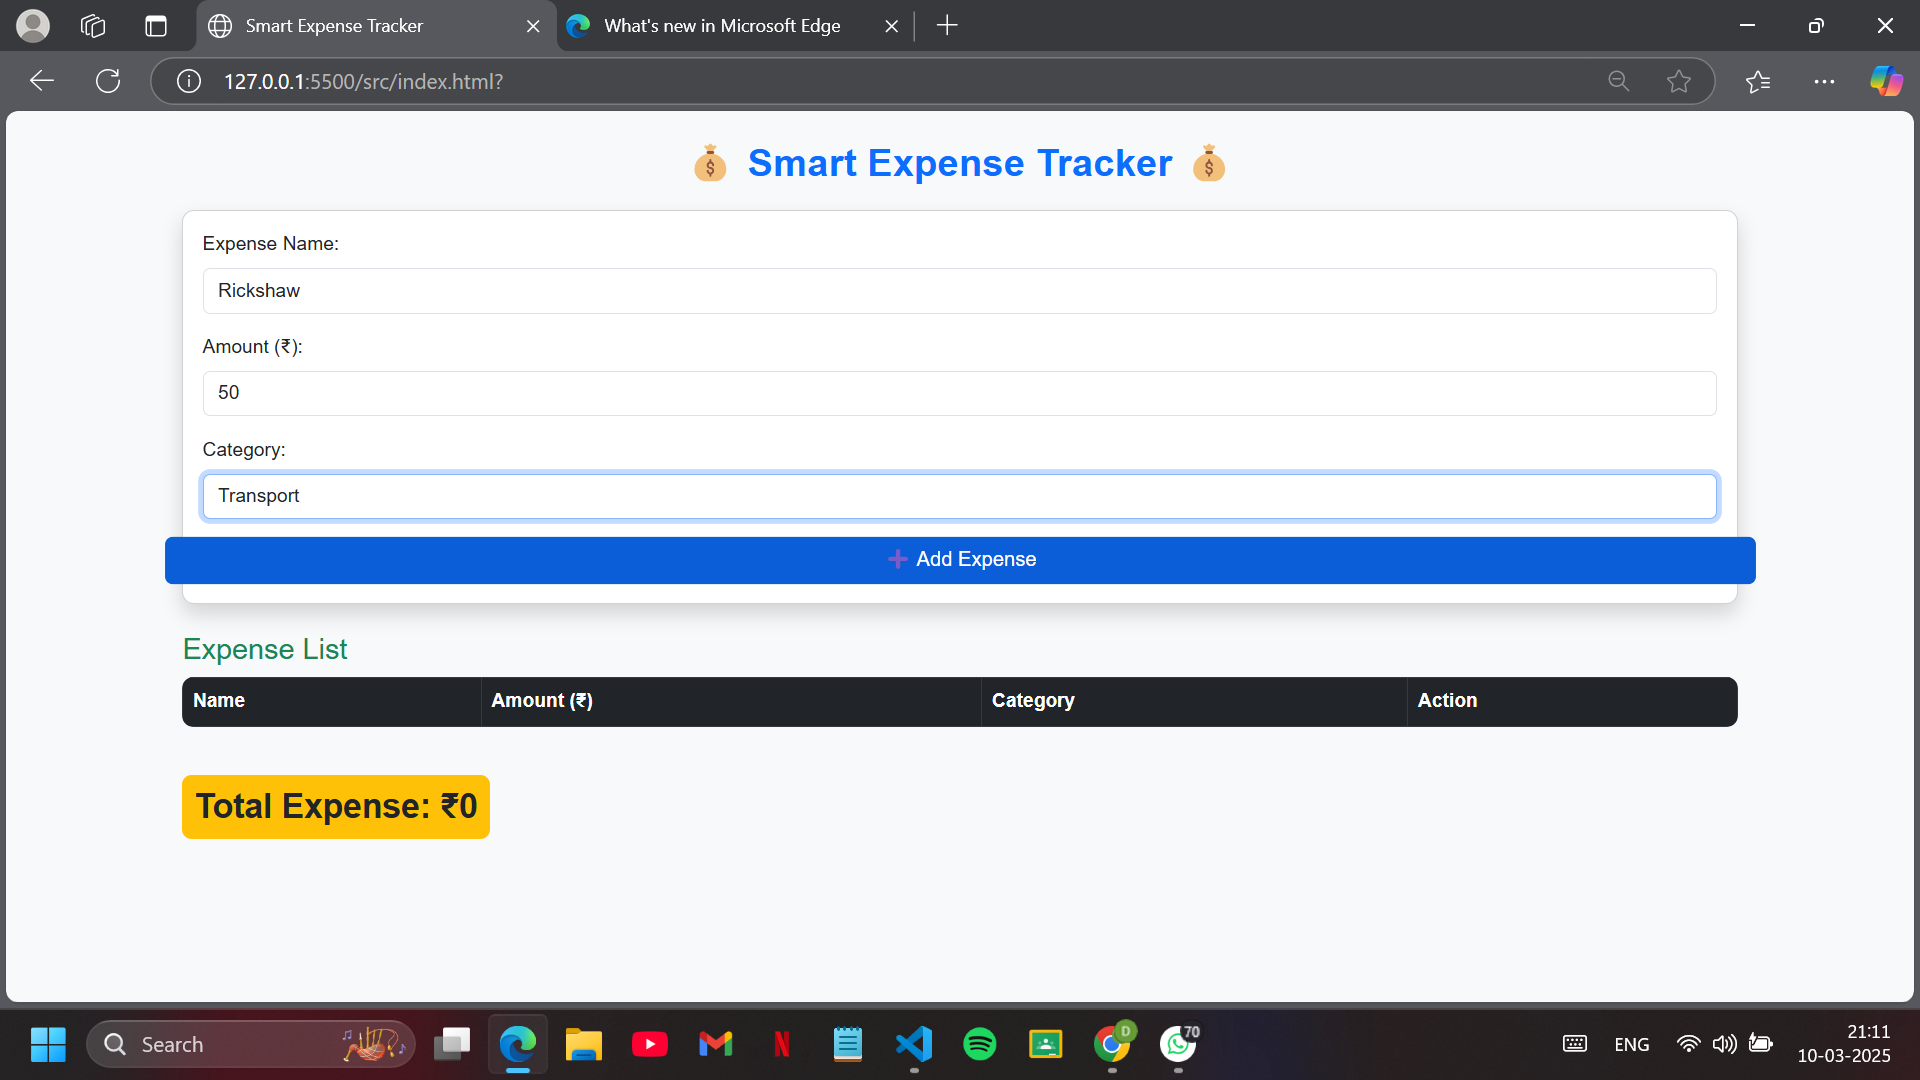 Smart Expense Tracker
What's new in Microsoft Edge
127.0.0.1:5500/src/index.html?
Smart Expense Tracker
Expense Name:
Rickshaw
Amount (₹):
50
Category:
Transport
Add Expense
Expense List
Name Amount (₹) Category Action
Total Expense: ₹0
Search
N
D
70
ENG
21:11
10-03-2025